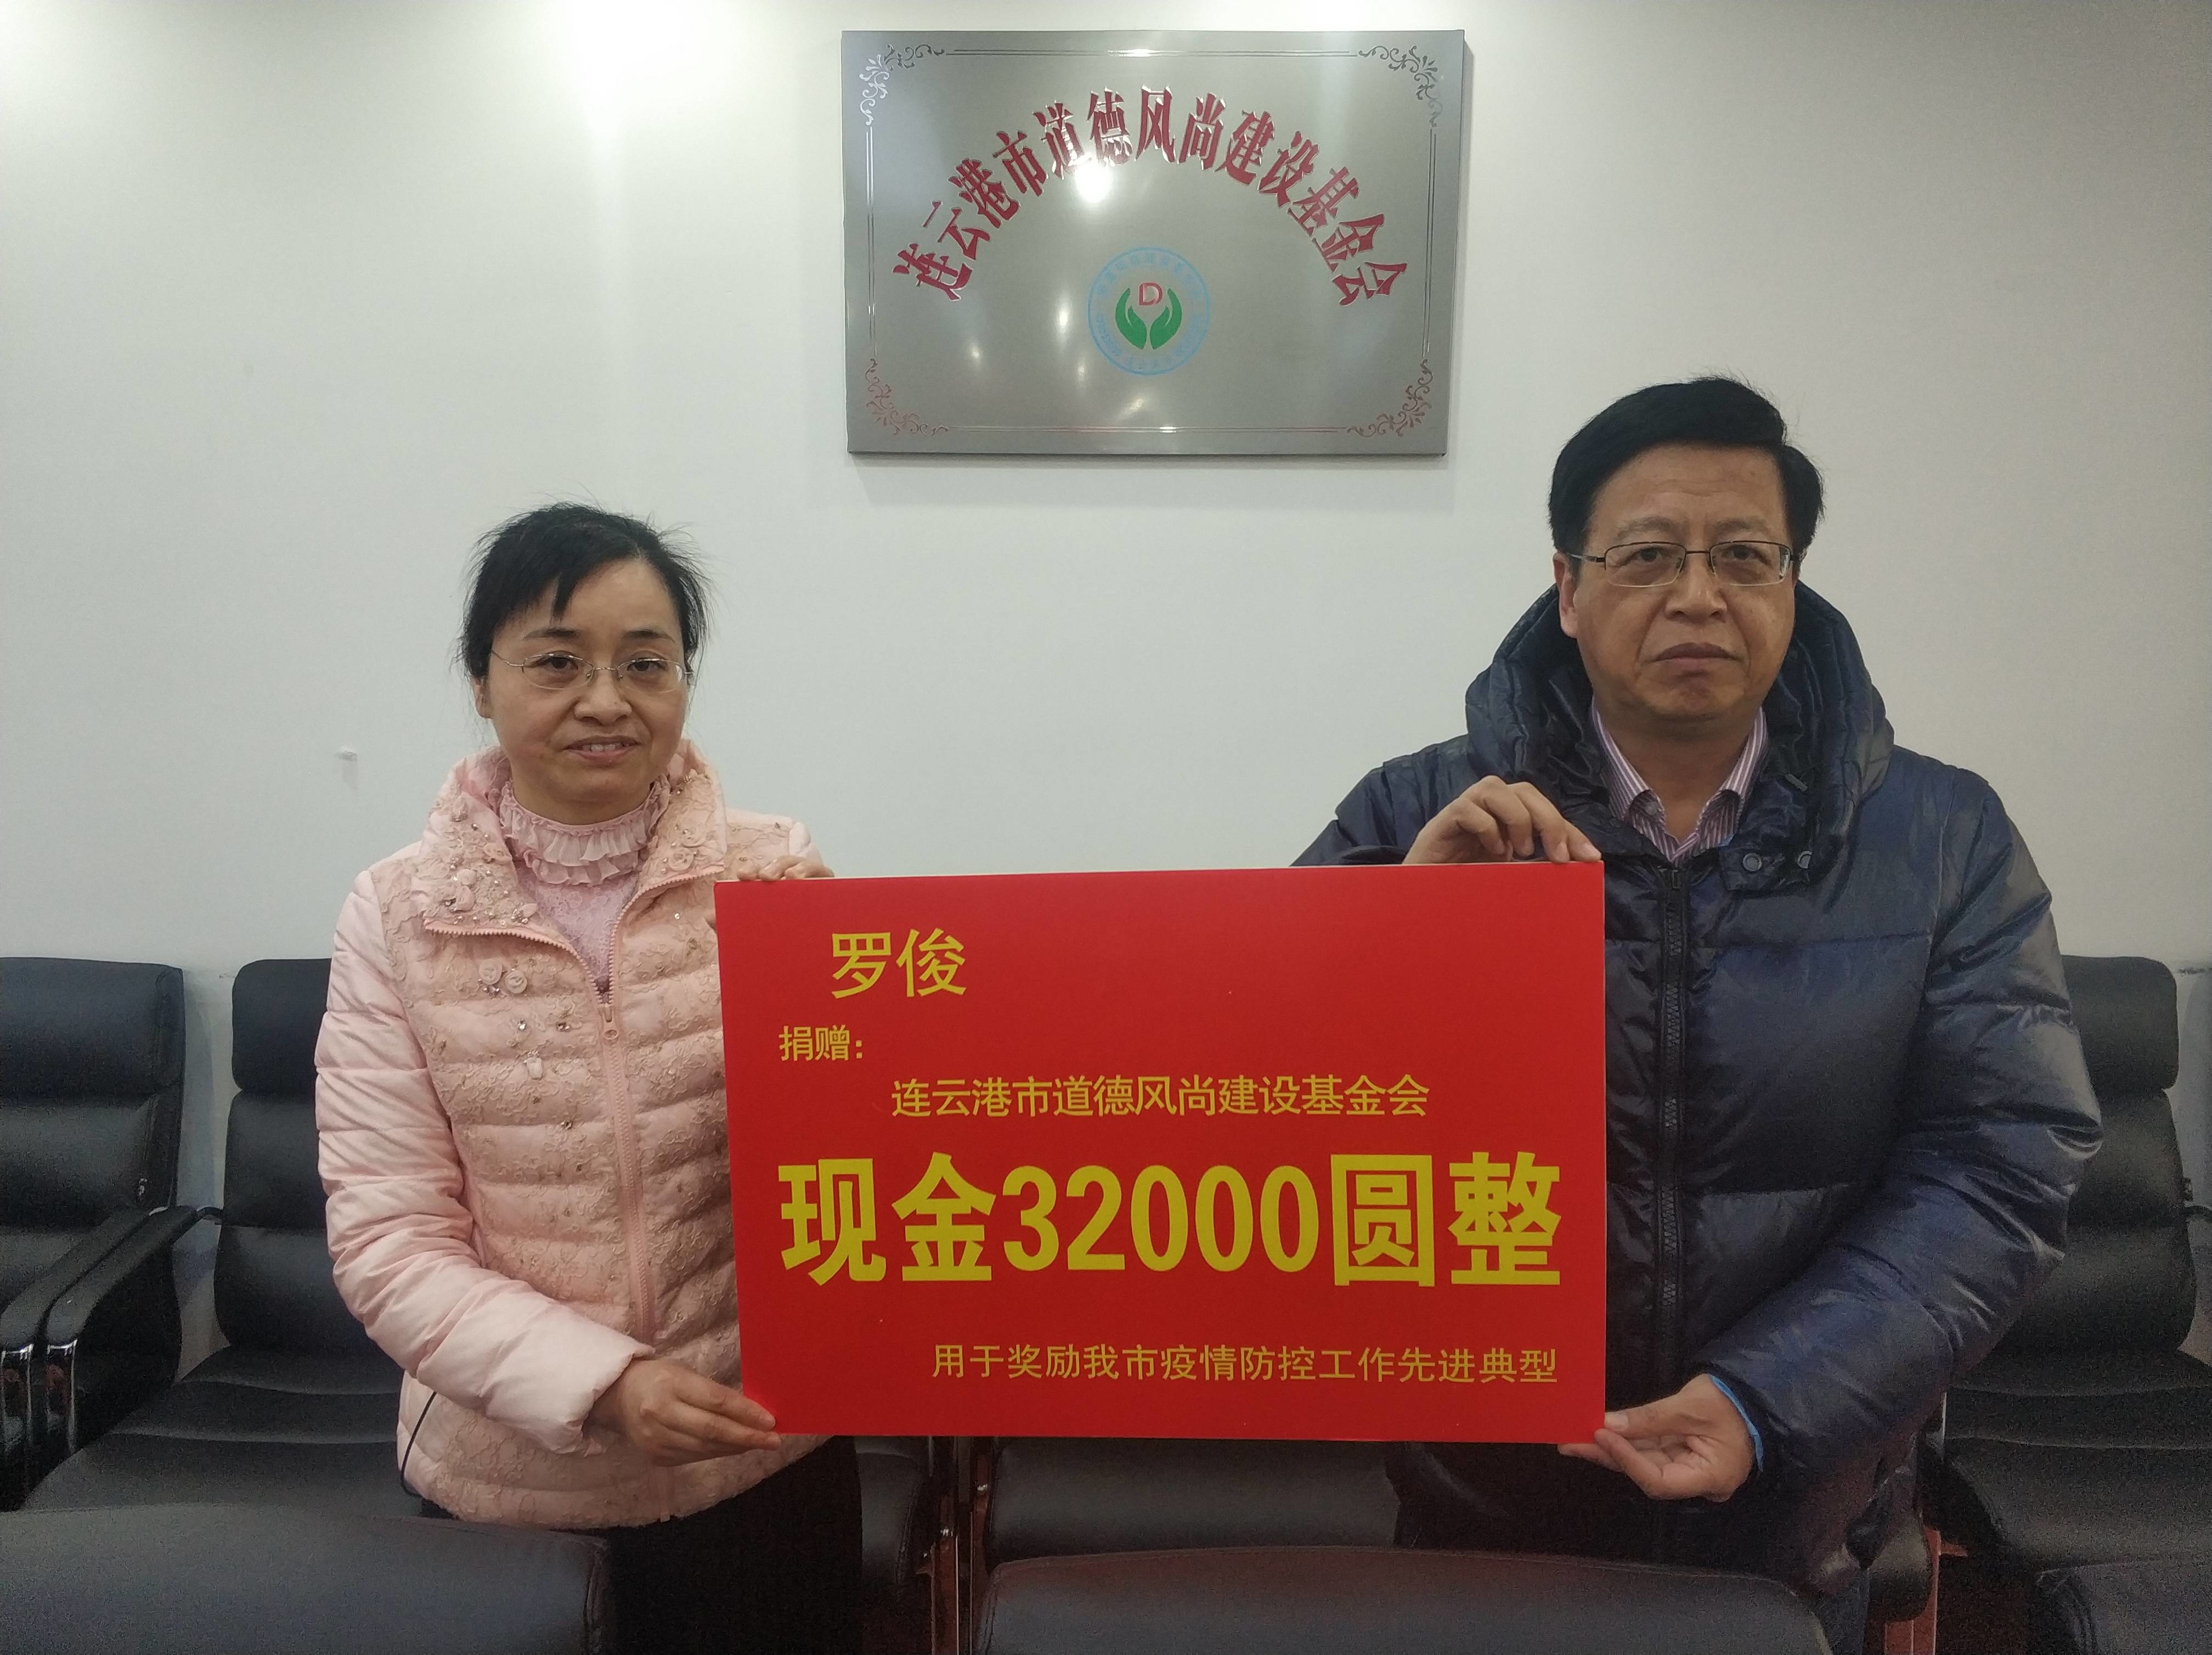 连云港市道德风尚建设基金会
D
罗俊
捐赠：
连云港市道德风尚建设基金会
现金32000圆整
用于奖励我市疫情防控工作先进典型